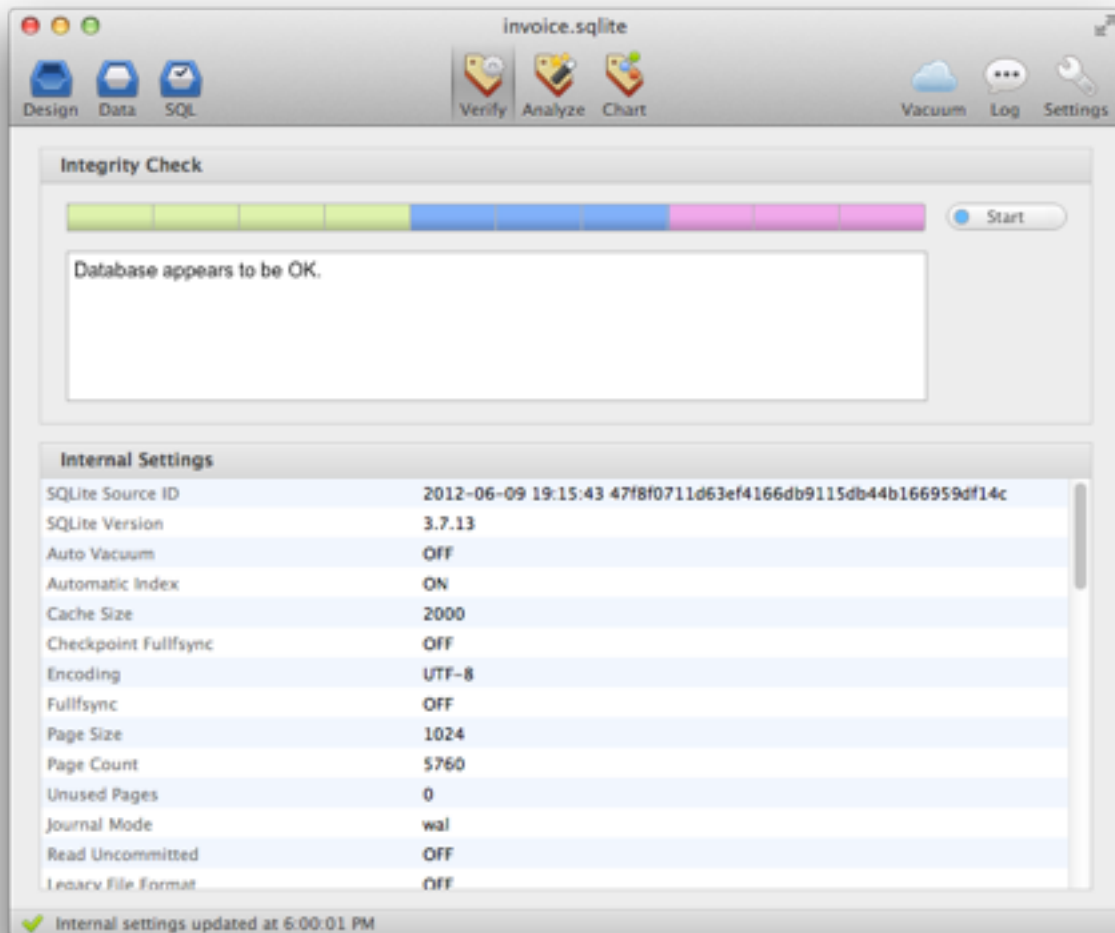 invoice.sqlite
Design Data SQL Verify Analyze Chart Vacuum Log Settings
Integrity Check
Start
Database appears to be OK.
Internal Settings
SQLite Source ID 2012-06-09 19:15:43 47f8f0711d63ef4166db9115db44b166959df14c
SQLite Version 3.7.13
Auto Vacuum OFF
Automatic Index ON
Cache Size 2000
Checkpoint Fullfsync OFF
Encoding UTF-8
Fullfsync OFF
Page Size 1024
Page Count 5760
Unused Pages 0
Journal Mode wal
Read Uncommitted OFF
Legacy File Format OFF
Internal settings updated at 6:00:01 PM